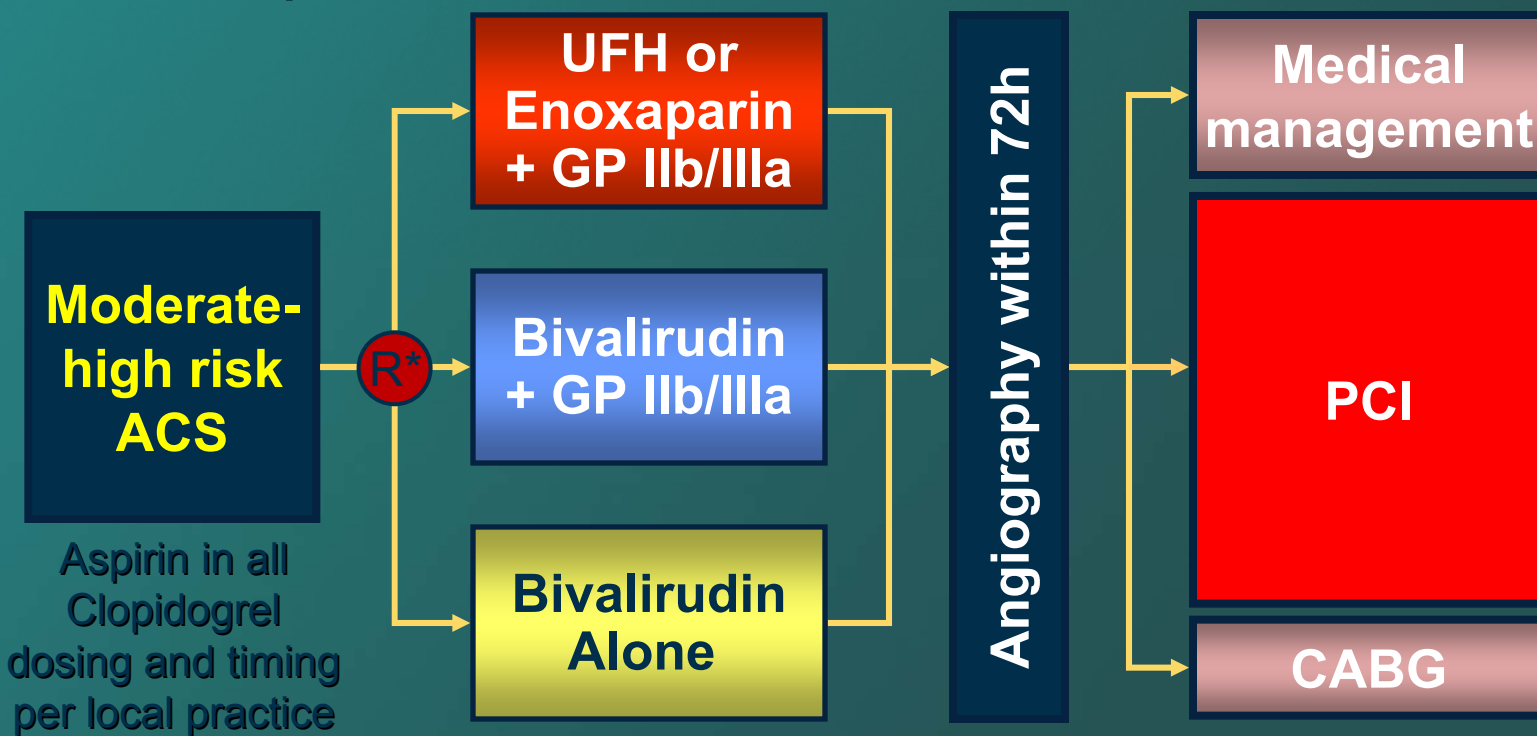 Moderate-
high risk
ACS
Aspirin in all
Clopidogrel
dosing and timing
per local practice
R*
UFH or
Enoxaparin
+ GP IIb/IIIa
Bivalirudin
+ GP IIb/IIIa
Bivalirudin
Alone
Angiography within 72h
Medical
management
PCI
CABG